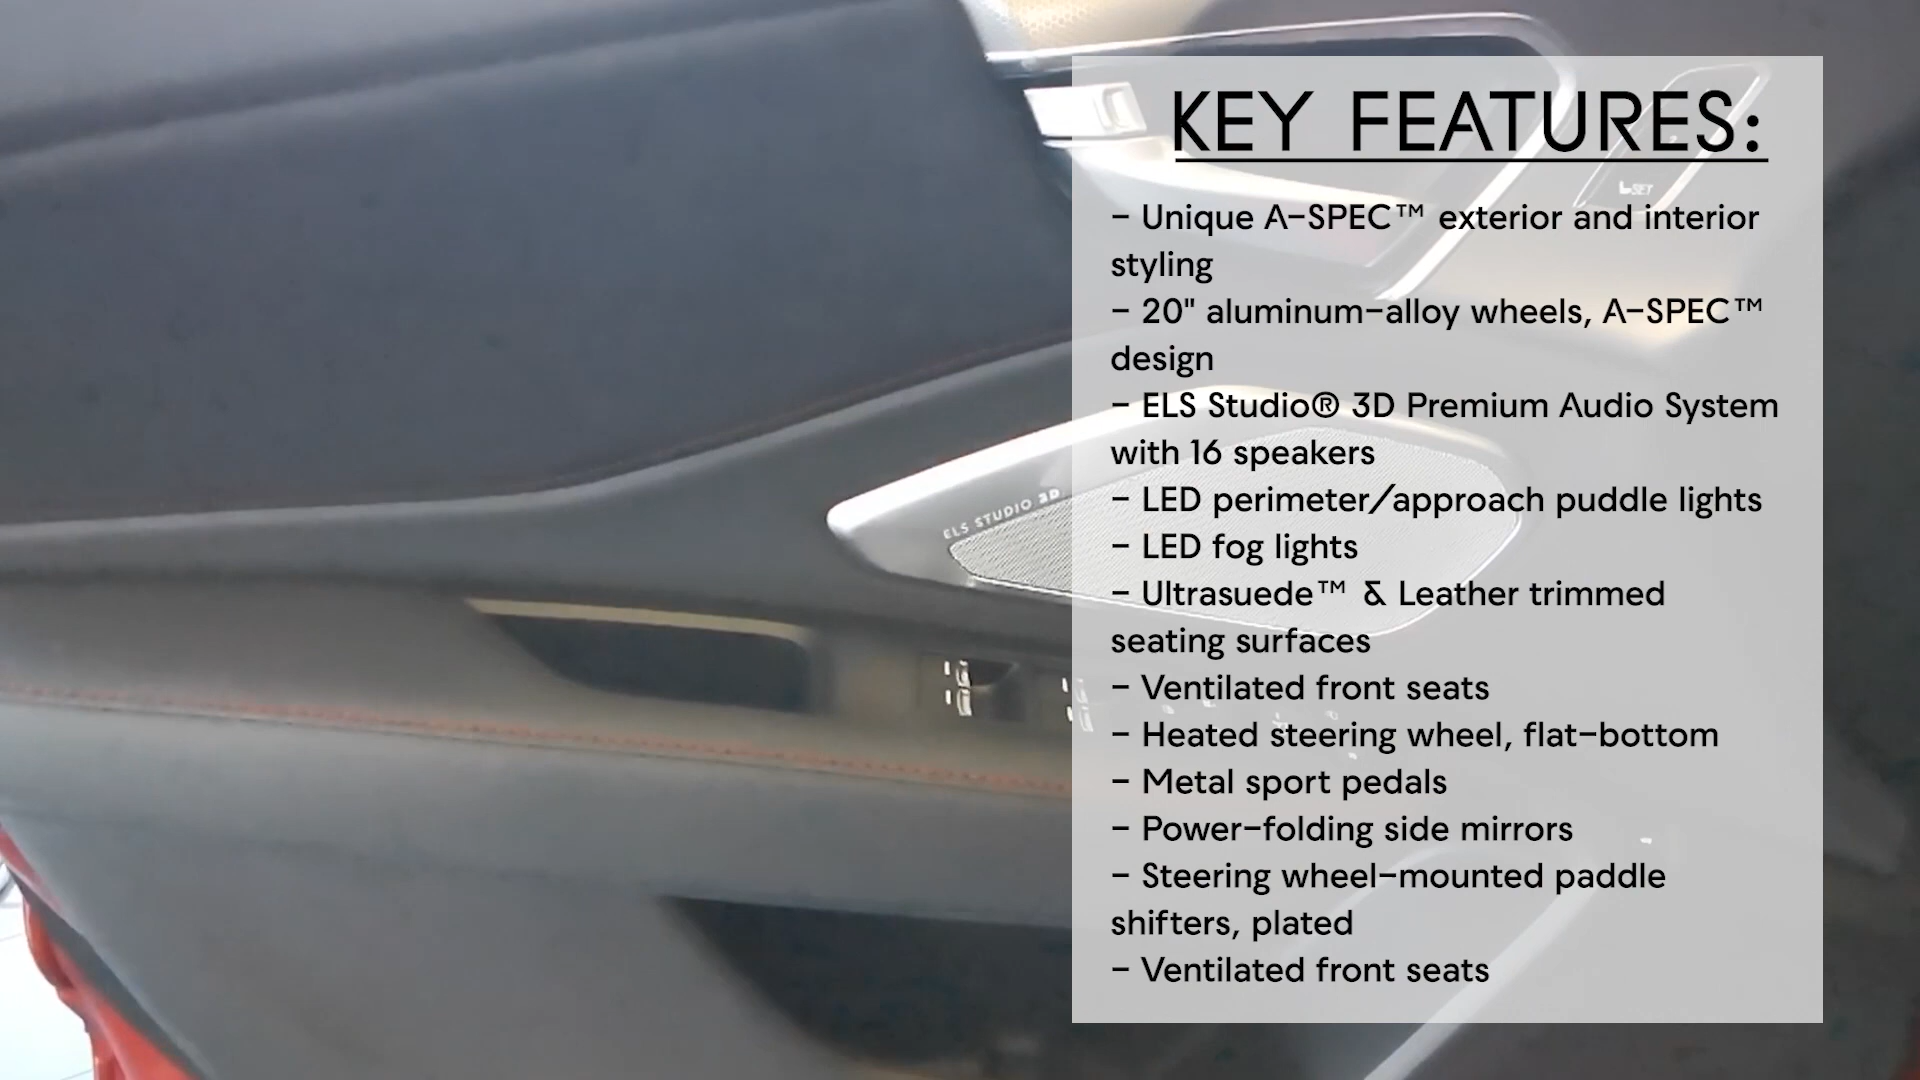 KEY FEATURES:
SET
- Unique A-SPEC™ exterior and interior
styling
- 20" aluminum-alloy wheels, A-SPEC™
design
- ELS Studio® 3D Premium Audio System
with 16 speakers
- LED perimeter/approach puddle lights
ELS STUDIO 3D
- LED fog lights
- Ultrasuede™ & Leather trimmed
seating surfaces
- Ventilated front seats
- Heated steering wheel, flat-bottom
- Metal sport pedals
- Power-folding side mirrors
- Steering wheel-mounted paddle
shifters, plated
- Ventilated front seats